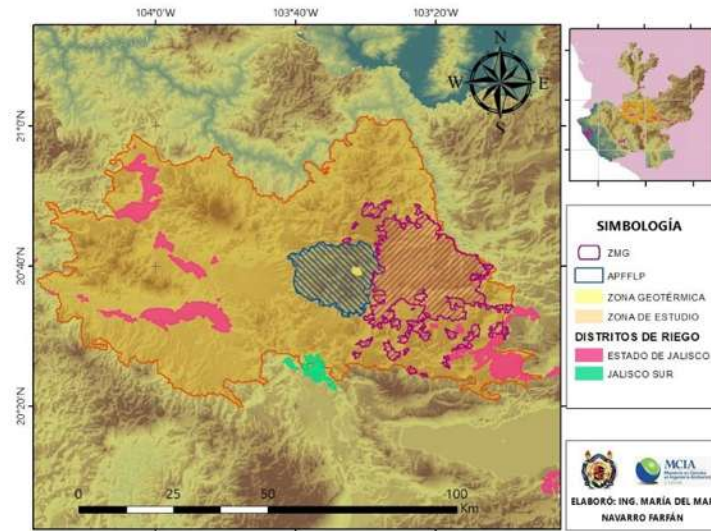 104°0'W 103°40'W 103°20'W
N
W E
S
21°0'N
20°40'N
20°20'N
0 25 50 100
Km
SIMBOLOGÍA
ZMG
APFFLP
ZONA GEOTÉRMICA
ZONA DE ESTUDIO
DISTRITOS DE RIEGO
ESTADO DE JALISCO
JALISCO SUR
MCIA
ELABORÓ: ING. MARÍA DEL MAR
NAVARRO FARFÁN